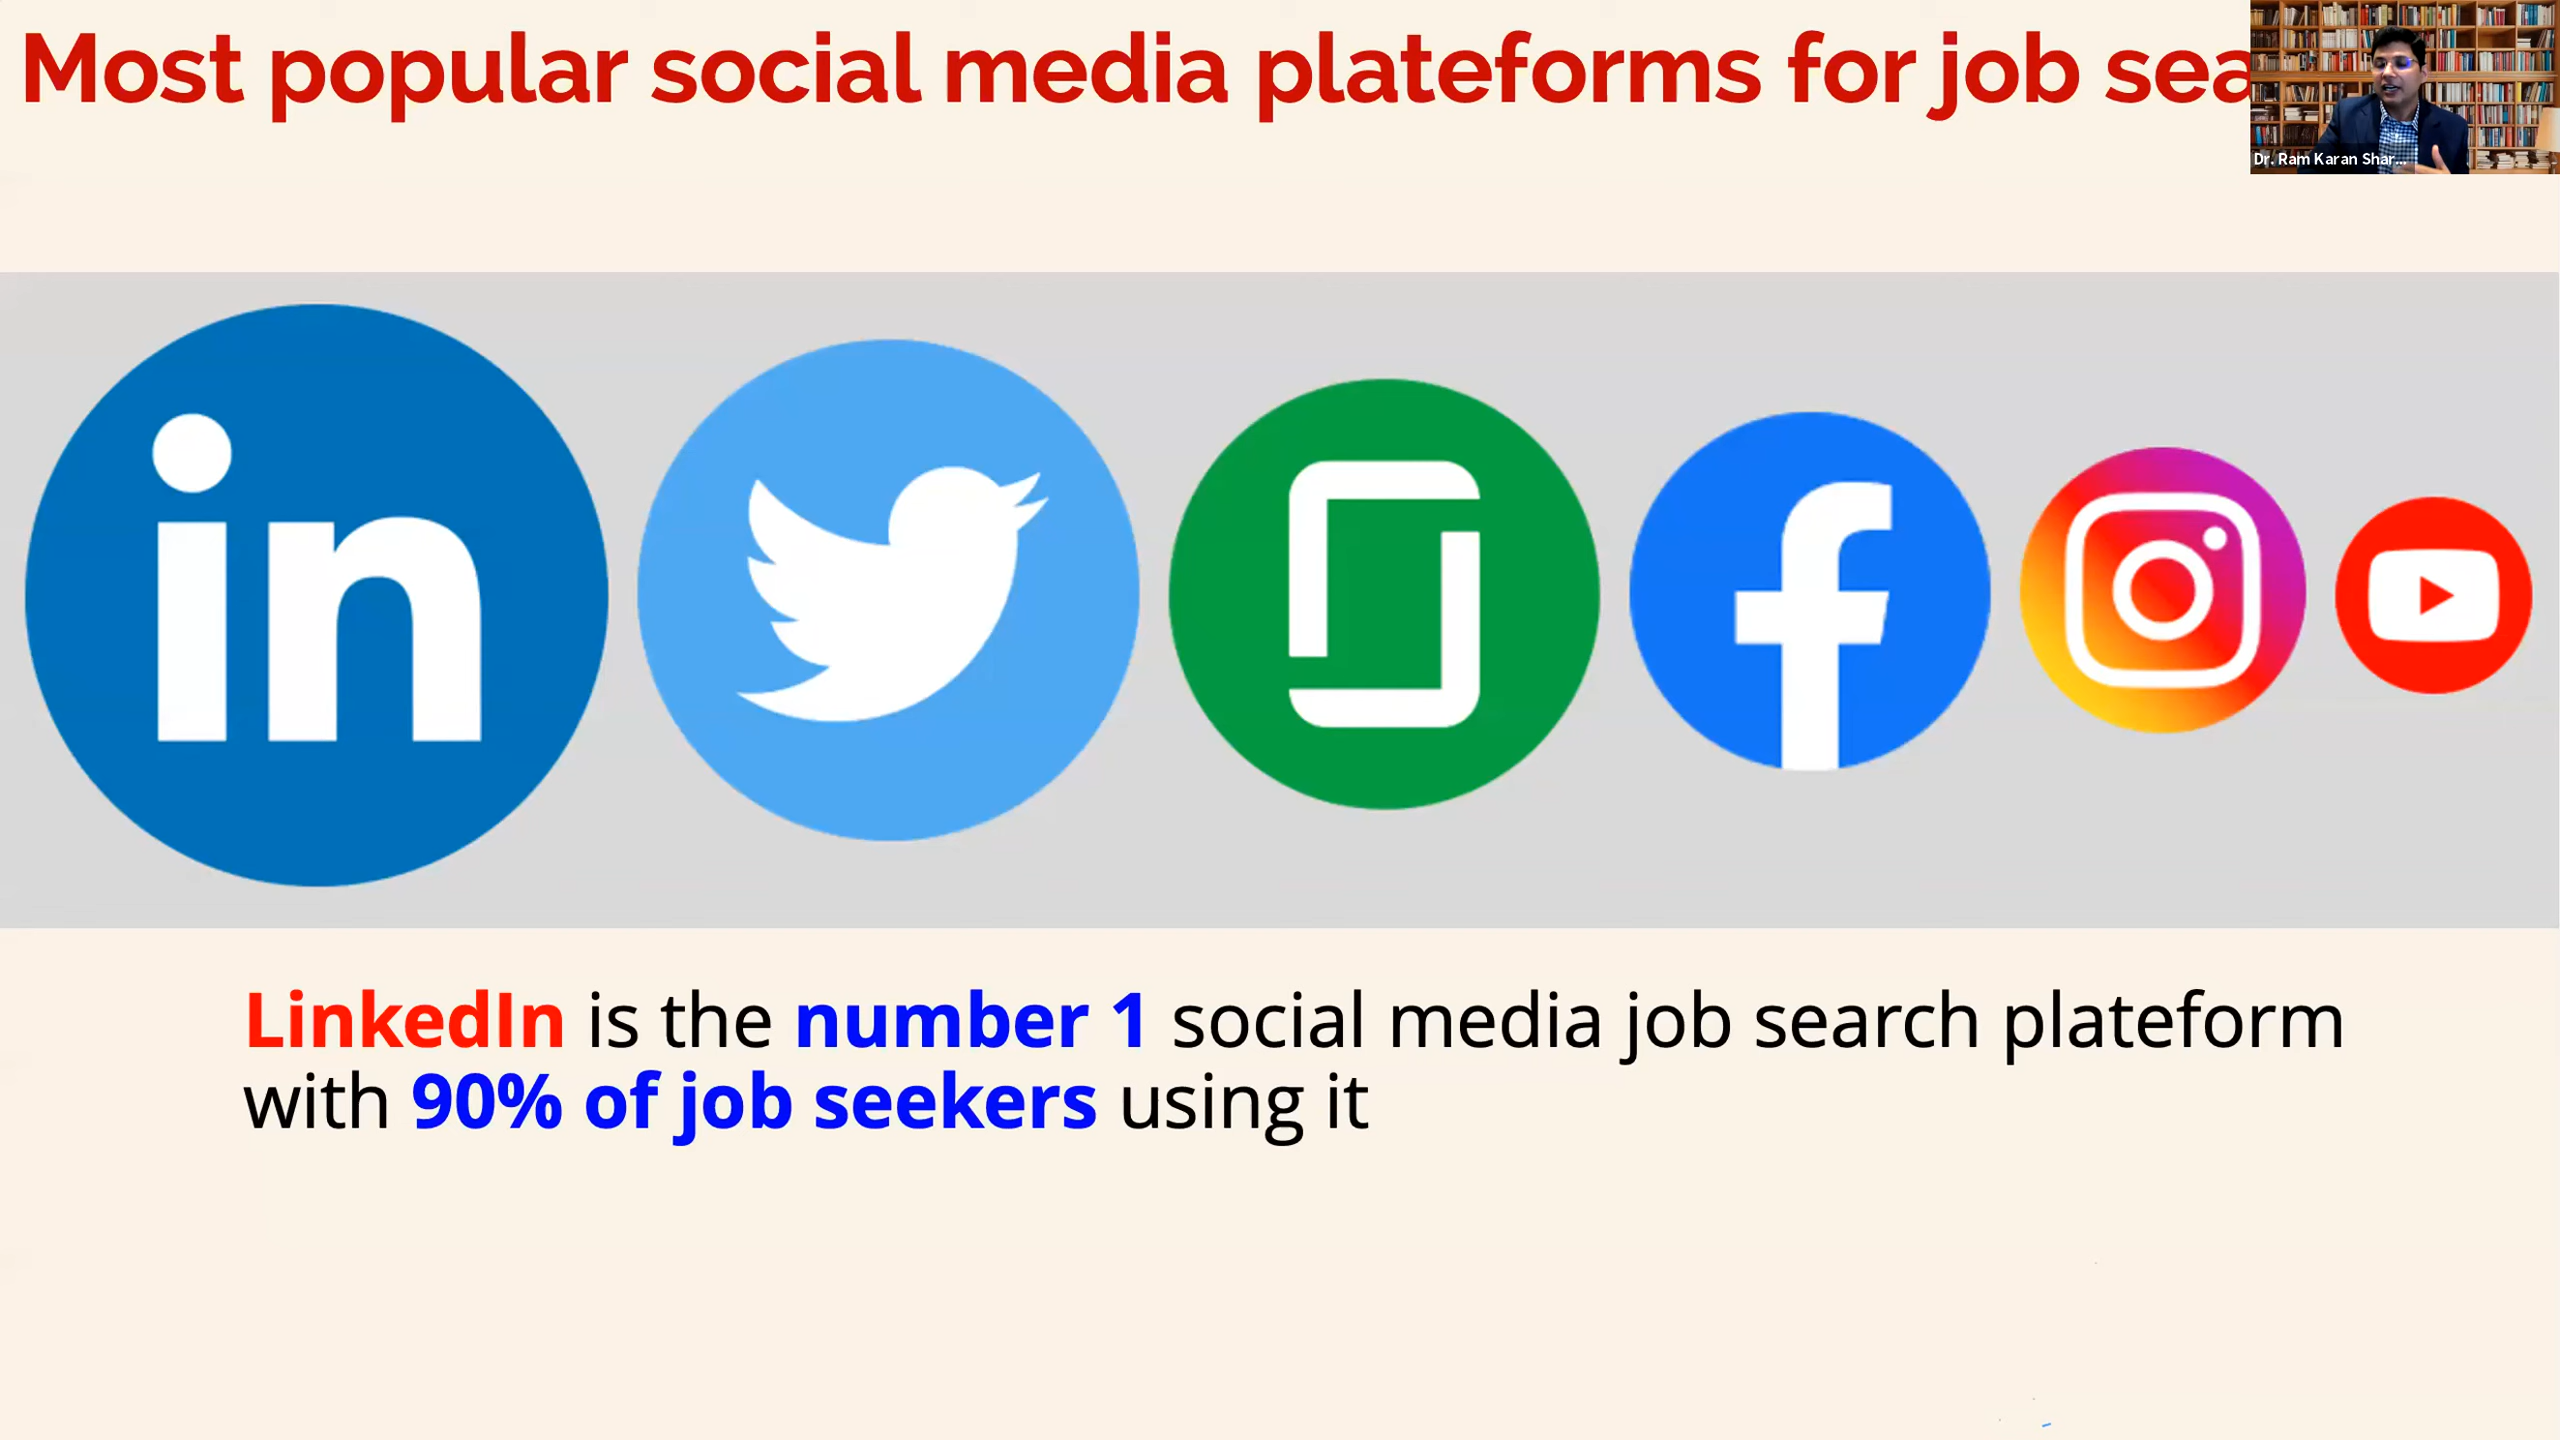 Most popular social media plateforms for job sea
Dr. Ram Karan Shar...
in
LinkedIn is the number 1 social media job search plateform
with 90% of job seekers using it